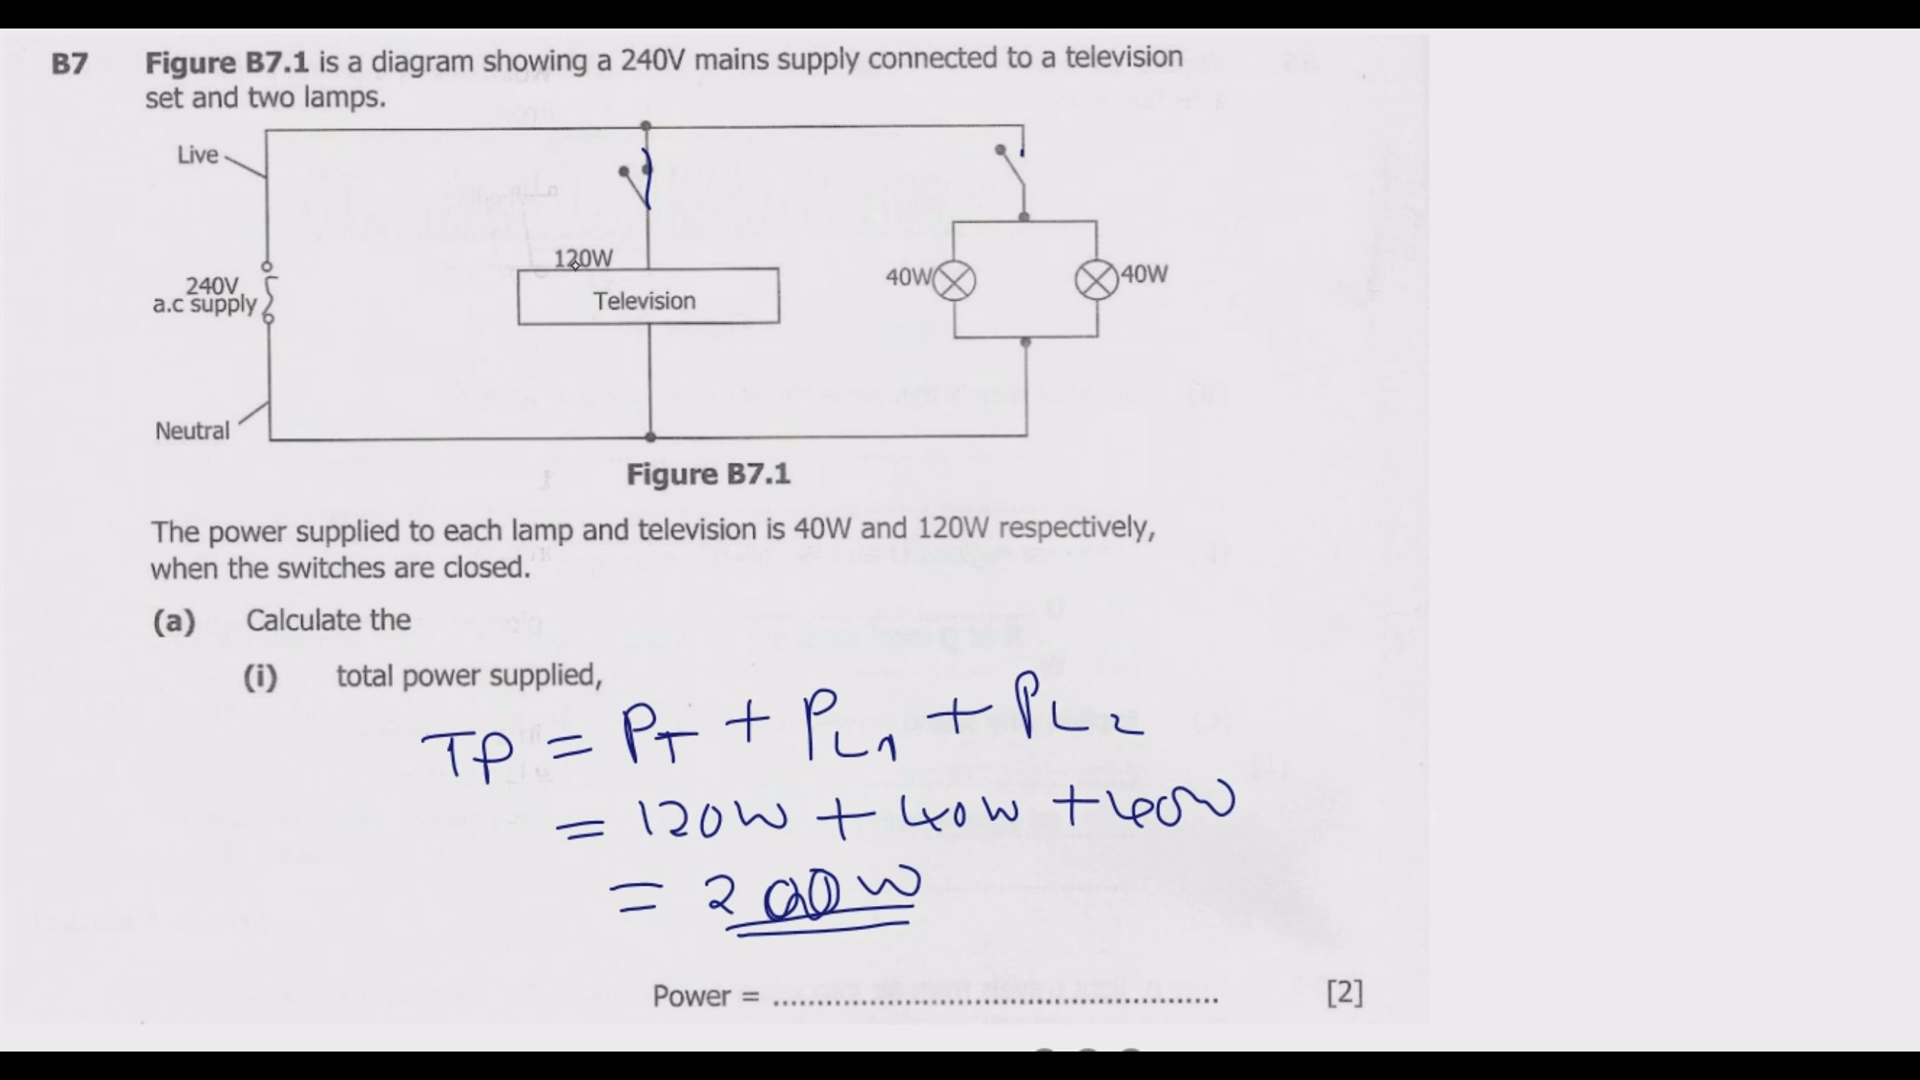 B7 Figure B7.1 is a diagram showing a 240V mains supply connected to a television
set and two lamps.
Live
120W
240V
a.c supply
Television
40W
40W
Neutral
Figure B7.1
The power supplied to each lamp and television is 40W and 120W respectively,
when the switches are closed.
(a) Calculate the
(i) total power supplied,
TP = PT + PL1 + PL2
= 120W + 40W + 40W
= 200W
Power = ................................................ [2]